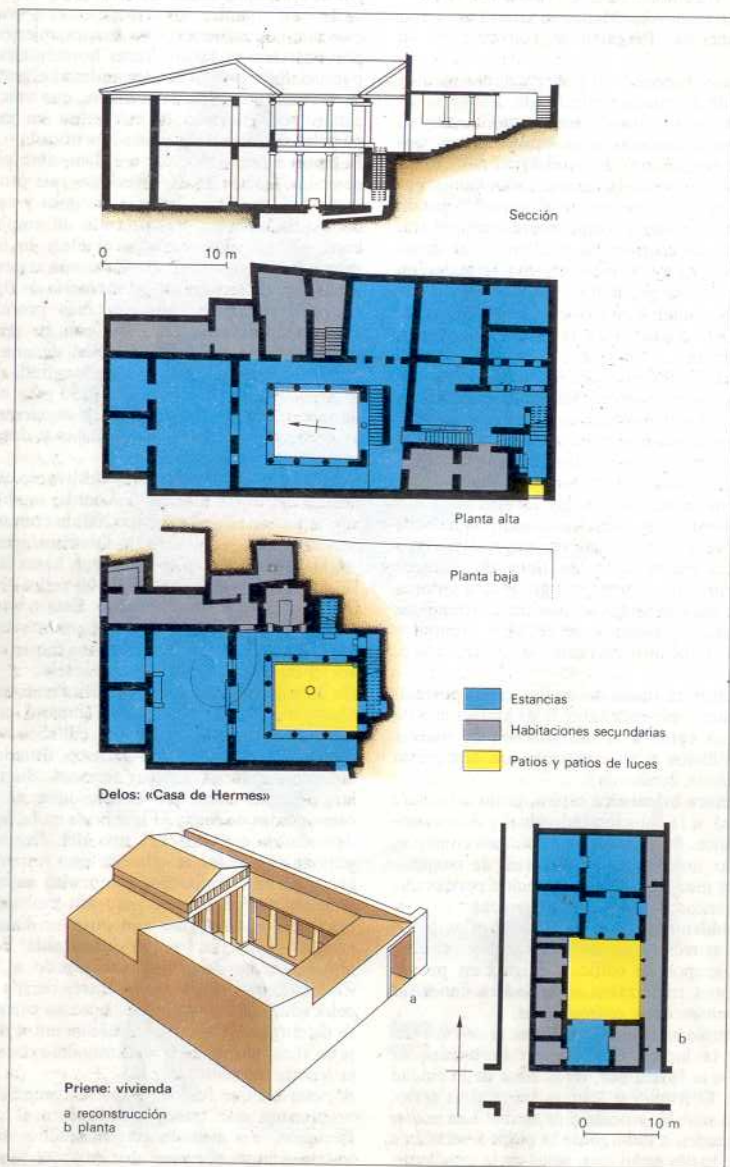 Sección
0 10 m
Planta alta
Planta baja
Estancias
Habitaciones secundarias
Patios y patios de luces
Delos: «Casa de Hermes»
a
Priene: vivienda
a reconstrucción
b planta
b
0 10 m